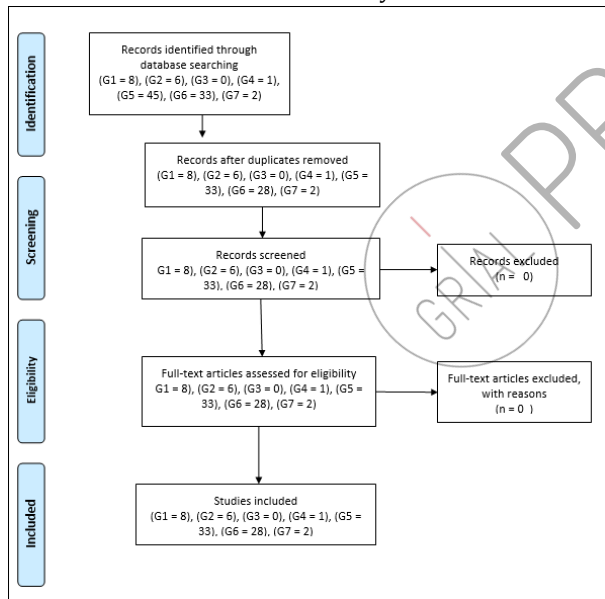 Identification
Records identified through
database searching
(G1 = 8), (G2 = 6), (G3 = 0), (G4 = 1),
(G5 = 45), (G6 = 33), (G7 = 2)
Records after duplicates removed
(G1 = 8), (G2 = 6), (G3 = 0), (G4 = 1), (G5 =
33), (G6 = 28), (G7 = 2)
Screening
Records screened
G1 = 8), (G2 = 6), (G3 = 0), (G4 = 1), (G5 =
33), (G6 = 28), (G7 = 2)
Records excluded
(n = 0)
Eligibility
Full-text articles assessed for eligibility
G1 = 8), (G2 = 6), (G3 = 0), (G4 = 1), (G5 =
33), (G6 = 28), (G7 = 2)
Full-text articles excluded,
with reasons
(n = 0 )
Included
Studies included
(G1 = 8), (G2 = 6), (G3 = 0), (G4 = 1), (G5 =
33), (G6 = 28), (G7 = 2)
GRIAL